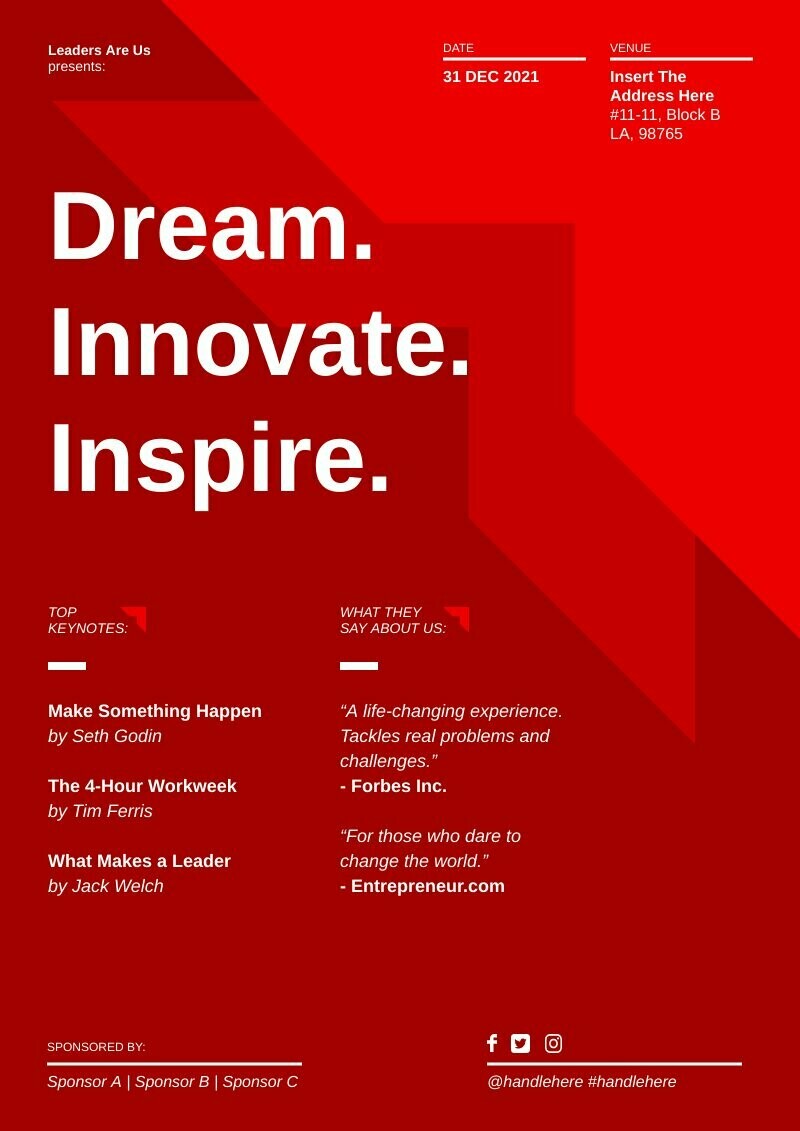 Leaders Are Us
presents:
DATE
31 DEC 2021
VENUE
Insert The
Address Here
#11-11, Block B
LA, 98765
Dream.
Innovate.
Inspire.
TOP
KEYNOTES:
Make Something Happen
by Seth Godin
The 4-Hour Workweek
by Tim Ferris
What Makes a Leader
by Jack Welch
WHAT THEY
SAY ABOUT US:
“A life-changing experience.
Tackles real problems and
challenges.”
- Forbes Inc.
“For those who dare to
change the world.”
- Entrepreneur.com
SPONSORED BY:
Sponsor A | Sponsor B | Sponsor C
@handlehere #handlehere